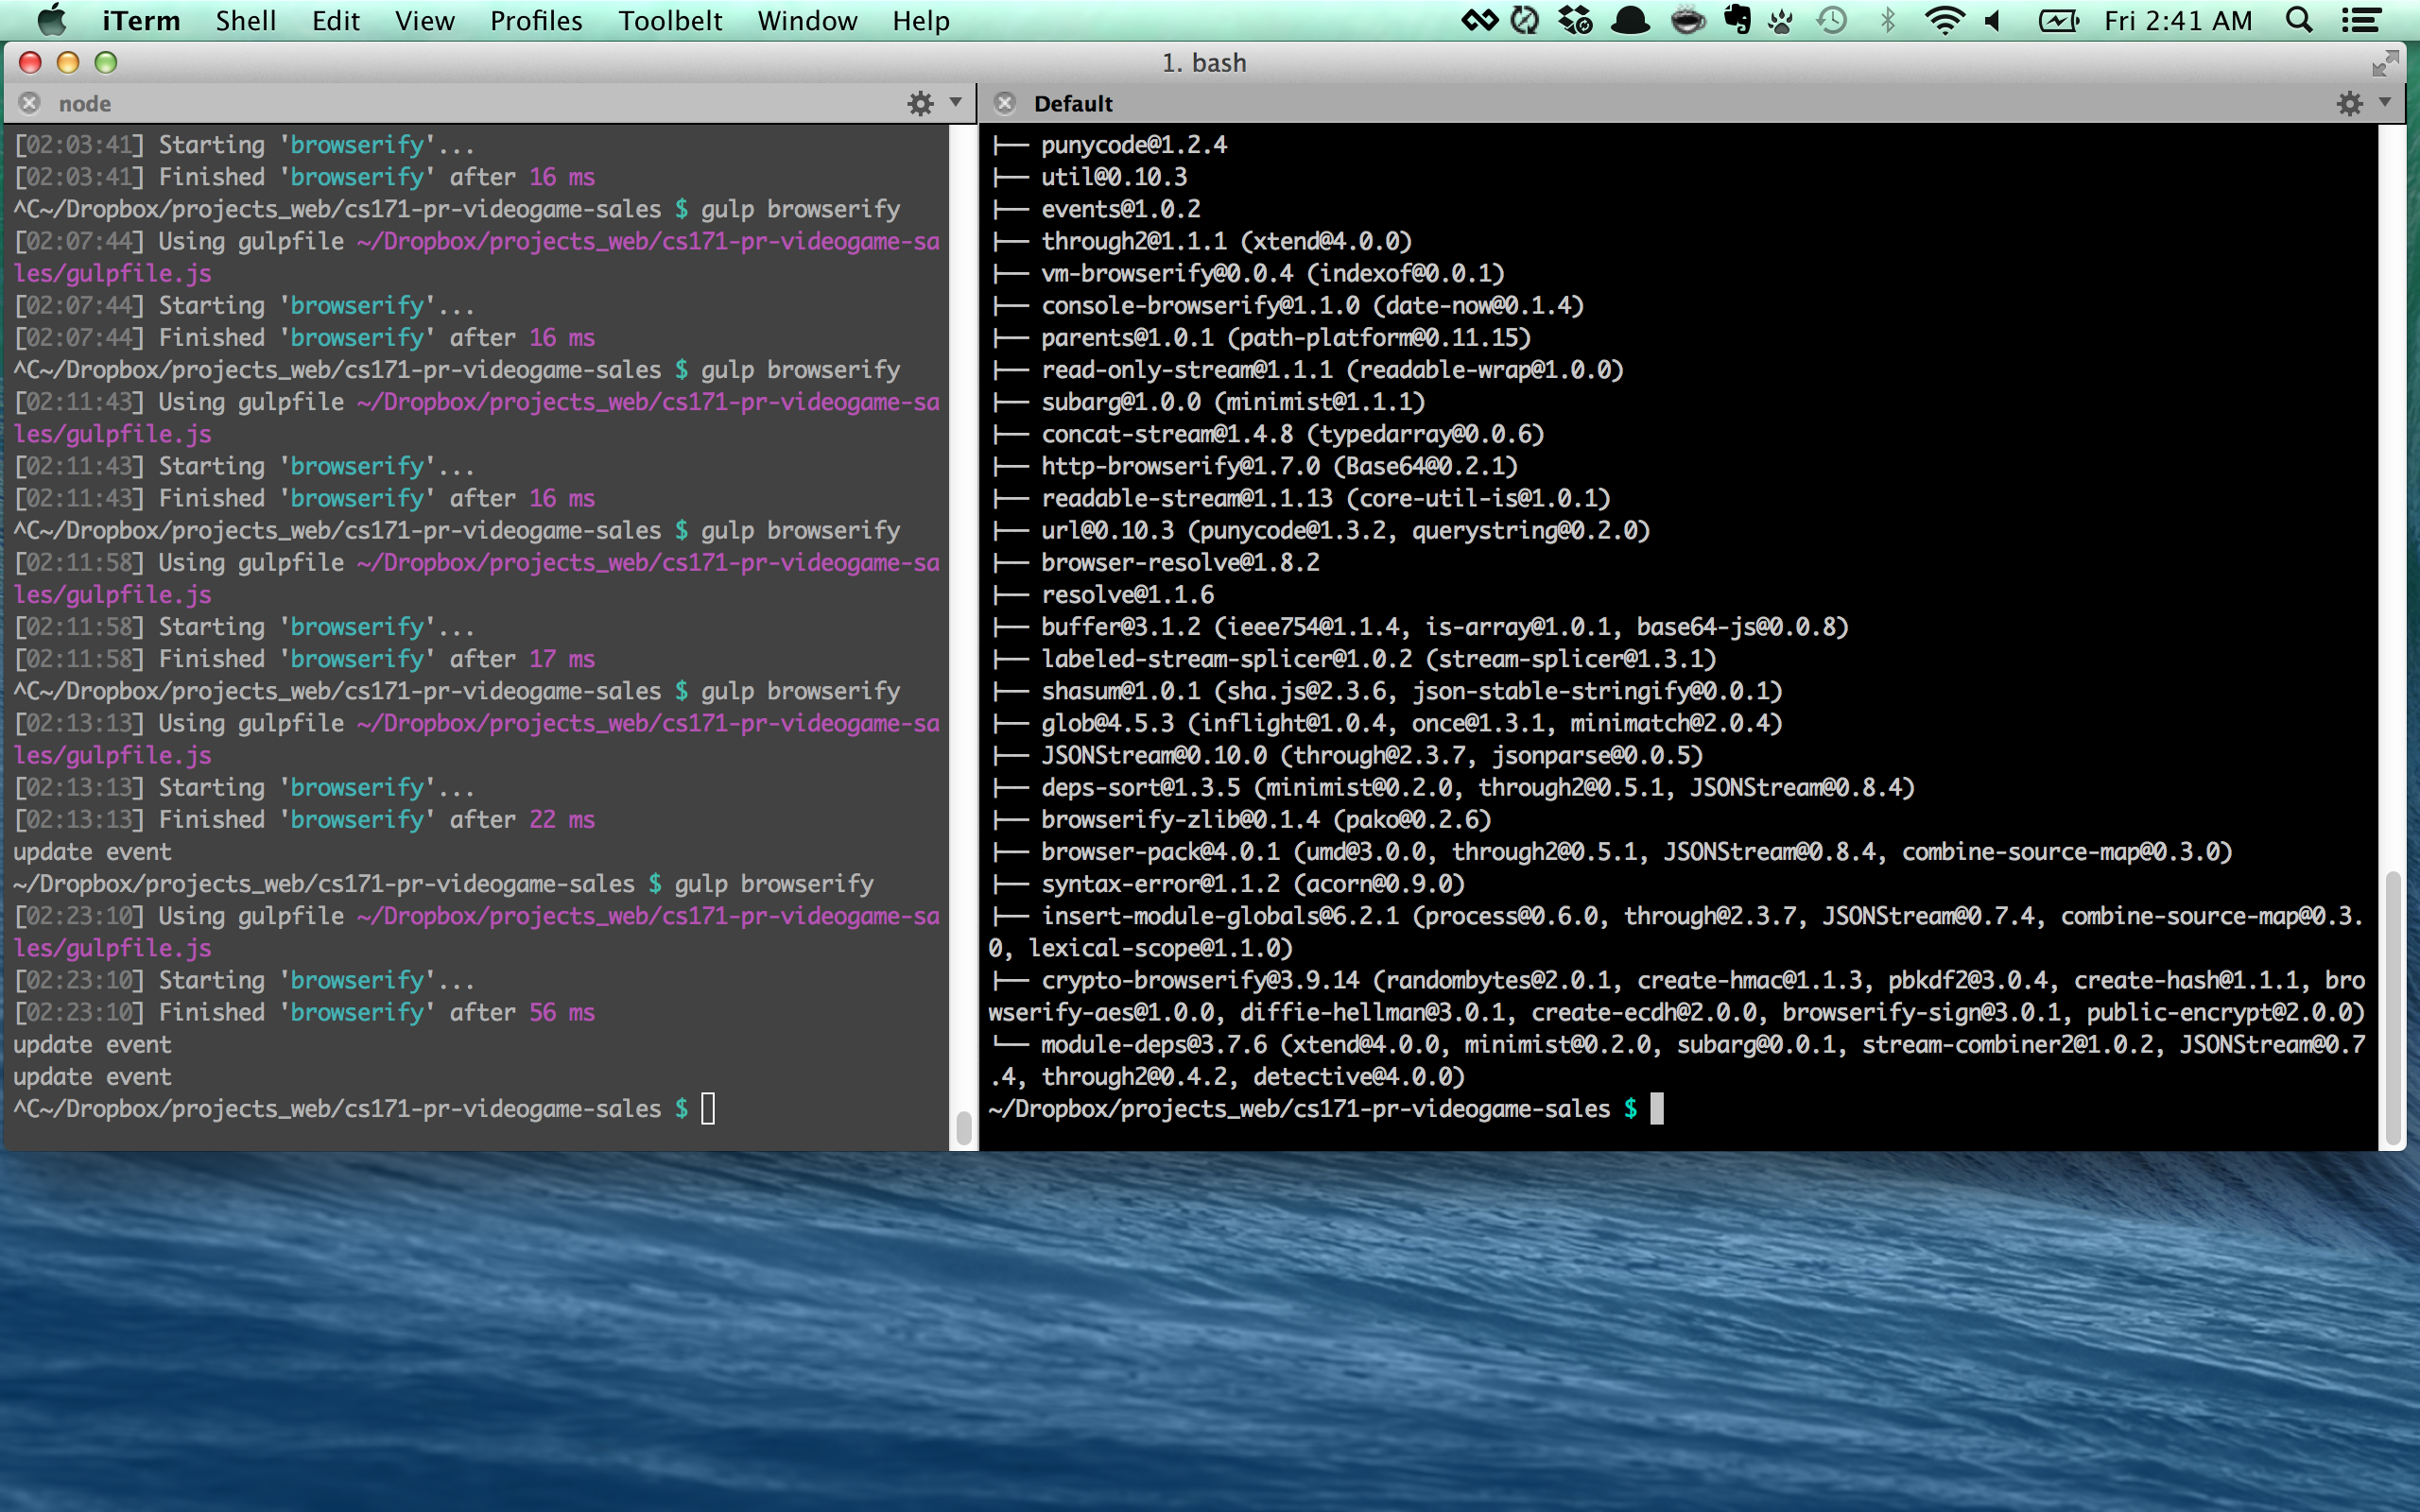 iTerm Shell Edit View Profiles Toolbelt Window Help Fri 2:41 AM
1. bash
node
[02:03:41] Starting 'browserify'...
[02:03:41] Finished 'browserify' after 16 ms
^C~/Dropbox/projects_web/cs171-pr-videogame-sales $ gulp browserify
[02:07:44] Using gulpfile ~/Dropbox/projects_web/cs171-pr-videogame-sa
les/gulpfile.js
[02:07:44] Starting 'browserify'...
[02:07:44] Finished 'browserify' after 16 ms
^C~/Dropbox/projects_web/cs171-pr-videogame-sales $ gulp browserify
[02:11:43] Using gulpfile ~/Dropbox/projects_web/cs171-pr-videogame-sa
les/gulpfile.js
[02:11:43] Starting 'browserify'...
[02:11:43] Finished 'browserify' after 16 ms
^C~/Dropbox/projects_web/cs171-pr-videogame-sales $ gulp browserify
[02:11:58] Using gulpfile ~/Dropbox/projects_web/cs171-pr-videogame-sa
les/gulpfile.js
[02:11:58] Starting 'browserify'...
[02:11:58] Finished 'browserify' after 17 ms
^C~/Dropbox/projects_web/cs171-pr-videogame-sales $ gulp browserify
[02:13:13] Using gulpfile ~/Dropbox/projects_web/cs171-pr-videogame-sa
les/gulpfile.js
[02:13:13] Starting 'browserify'...
[02:13:13] Finished 'browserify' after 22 ms
update event
~/Dropbox/projects_web/cs171-pr-videogame-sales $ gulp browserify
[02:23:10] Using gulpfile ~/Dropbox/projects_web/cs171-pr-videogame-sa
les/gulpfile.js
[02:23:10] Starting 'browserify'...
[02:23:10] Finished 'browserify' after 56 ms
update event
update event
^C~/Dropbox/projects_web/cs171-pr-videogame-sales $
Default
├── punycode@1.2.4
├── util@0.10.3
├── events@1.0.2
├── through2@1.1.1 (xtend@4.0.0)
├── vm-browserify@0.0.4 (indexof@0.0.1)
├── console-browserify@1.1.0 (date-now@0.1.4)
├── parents@1.0.1 (path-platform@0.11.15)
├── read-only-stream@1.1.1 (readable-wrap@1.0.0)
├── subarg@1.0.0 (minimist@1.1.1)
├── concat-stream@1.4.8 (typedarray@0.0.6)
├── http-browserify@1.7.0 (Base64@0.2.1)
├── readable-stream@1.1.13 (core-util-is@1.0.1)
├── url@0.10.3 (punycode@1.3.2, querystring@0.2.0)
├── browser-resolve@1.8.2
├── resolve@1.1.6
├── buffer@3.1.2 (ieee754@1.1.4, is-array@1.0.1, base64-js@0.0.8)
├── labeled-stream-splicer@1.0.2 (stream-splicer@1.3.1)
├── shasum@1.0.1 (sha.js@2.3.6, json-stable-stringify@0.0.1)
├── glob@4.5.3 (inflight@1.0.4, once@1.3.1, minimatch@2.0.4)
├── JSONStream@0.10.0 (through@2.3.7, jsonparse@0.0.5)
├── deps-sort@1.3.5 (minimist@0.2.0, through2@0.5.1, JSONStream@0.8.4)
├── browserify-zlib@0.1.4 (pako@0.2.6)
├── browser-pack@4.0.1 (umd@3.0.0, through2@0.5.1, JSONStream@0.8.4, combine-source-map@0.3.0)
├── syntax-error@1.1.2 (acorn@0.9.0)
├── insert-module-globals@6.2.1 (process@0.6.0, through@2.3.7, JSONStream@0.7.4, combine-source-map@0.3.
0, lexical-scope@1.1.0)
├── crypto-browserify@3.9.14 (randombytes@2.0.1, create-hmac@1.1.3, pbkdf2@3.0.4, create-hash@1.1.1, bro
wserify-aes@1.0.0, diffie-hellman@3.0.1, create-ecdh@2.0.0, browserify-sign@3.0.1, public-encrypt@2.0.0)
└── module-deps@3.7.6 (xtend@4.0.0, minimist@0.2.0, subarg@0.0.1, stream-combiner2@1.0.2, JSONStream@0.7
.4, through2@0.4.2, detective@4.0.0)
~/Dropbox/projects_web/cs171-pr-videogame-sales $